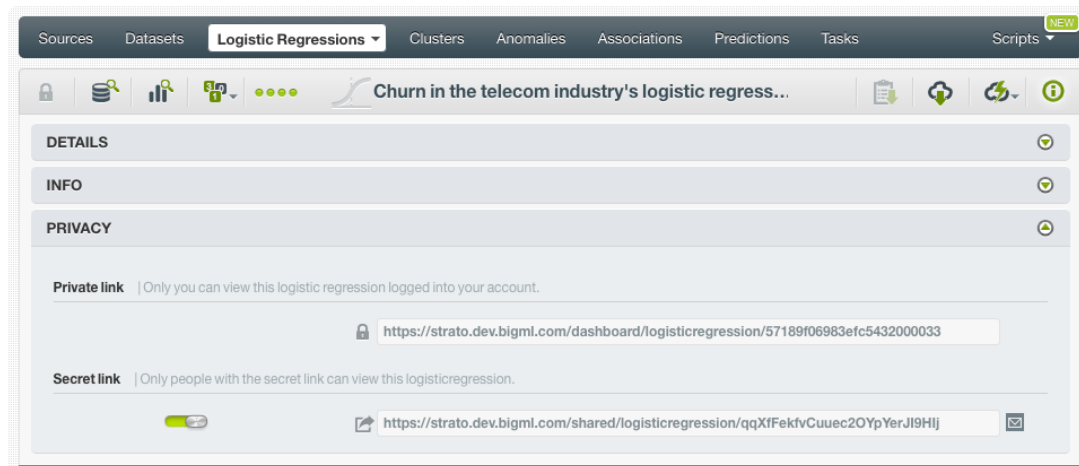 NEW
Sources Datasets Logistic Regressions Clusters Anomalies Associations Predictions Tasks Scripts
Churn in the telecom industry's logistic regress...
DETAILS
INFO
PRIVACY
Private link | Only you can view this logistic regression logged into your account.
https://strato.dev.bigml.com/dashboard/logisticregression/57189f06983efc5432000033
Secret link | Only people with the secret link can view this logisticregression.
https://strato.dev.bigml.com/shared/logisticregression/qqXfFekfvCuuec2OYpYerJI9HIj